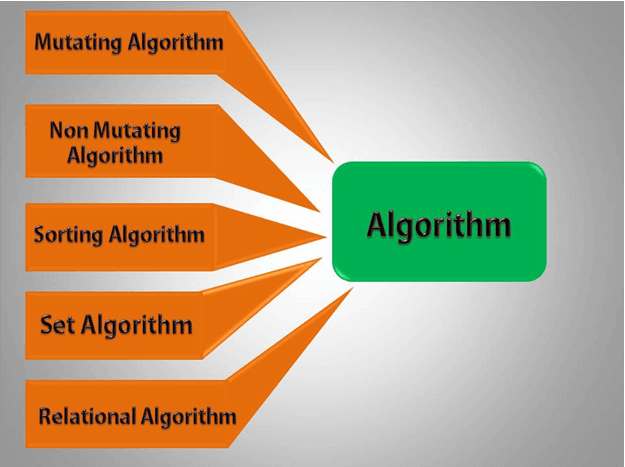 Mutating Algorithm
Non Mutating
Algorithm
Sorting Algorithm
Set Algorithm
Relational Algorithm
Algorithm